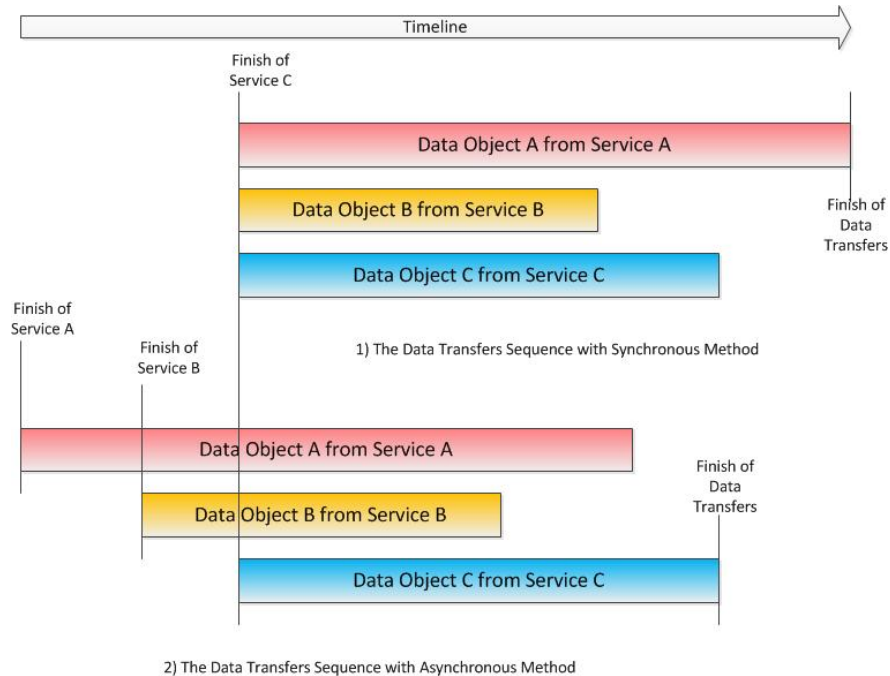 Timeline
Finish of
Service C
Data Object A from Service A
Data Object B from Service B
Finish of
Data
Transfers
Data Object C from Service C
Finish of
Service A
Finish of
Service B
1) The Data Transfers Sequence with Synchronous Method
Data Object A from Service A
Finish of
Data
Transfers
Data Object B from Service B
Data Object C from Service C
2) The Data Transfers Sequence with Asynchronous Method